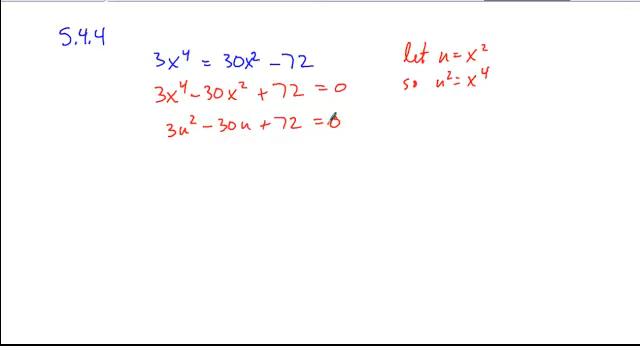 5.4.4
3x⁴ = 30x² - 72
3x⁴ - 30x² + 72 = 0
3u² - 30u + 72 = 0
let u = x²
so u² = x⁴